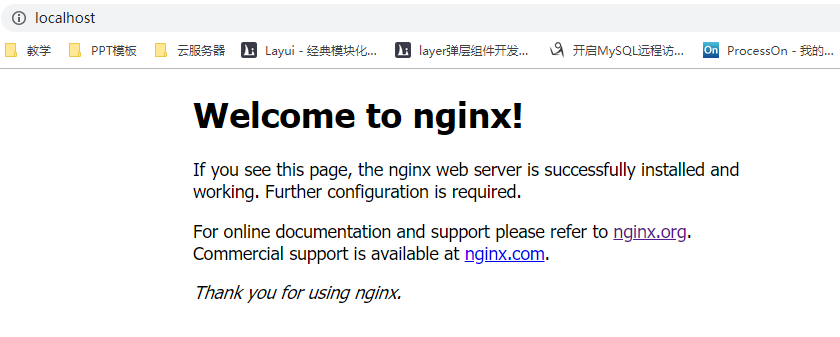 localhost
教学 PPT模板 云服务器 Layui - 经典模块化... layer弹层组件开发... 开启MySQL远程访... On ProcessOn - 我的...
Welcome to nginx!
If you see this page, the nginx web server is successfully installed and
working. Further configuration is required.
For online documentation and support please refer to nginx.org.
Commercial support is available at nginx.com.
Thank you for using nginx.